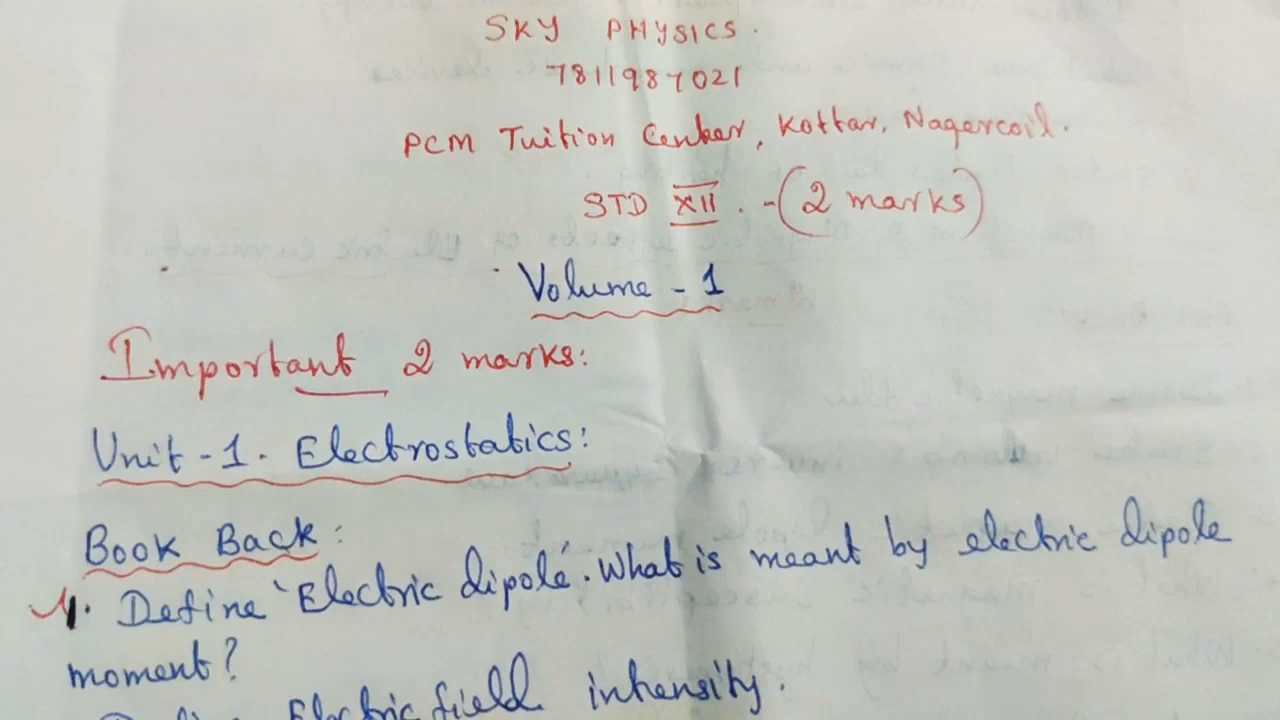 SKY PHYSICS.
7811987021
PCM Tuition Center, Kottar, Nagercoil.
STD XII. - (2 marks)
Volume - 1
Important 2 marks:
Unit - 1. Electrostatics:
Book Back:
1. Define 'Electric dipole'. What is meant by electric dipole
moment?
Electric field intensity.